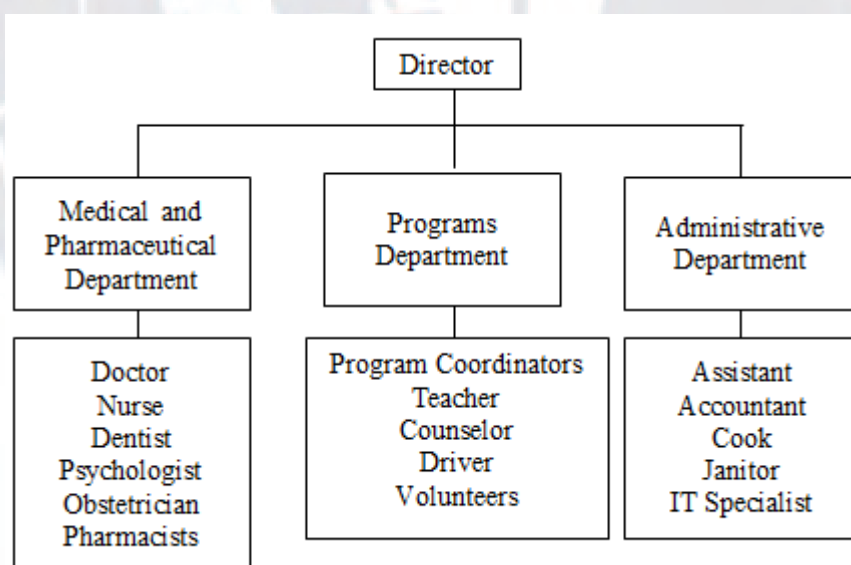 Director
Medical and
Pharmaceutical
Department
Programs
Department
Administrative
Department
Doctor
Nurse
Dentist
Psychologist
Obstetrician
Pharmacists
Program Coordinators
Teacher
Counselor
Driver
Volunteers
Assistant
Accountant
Cook
Janitor
IT Specialist